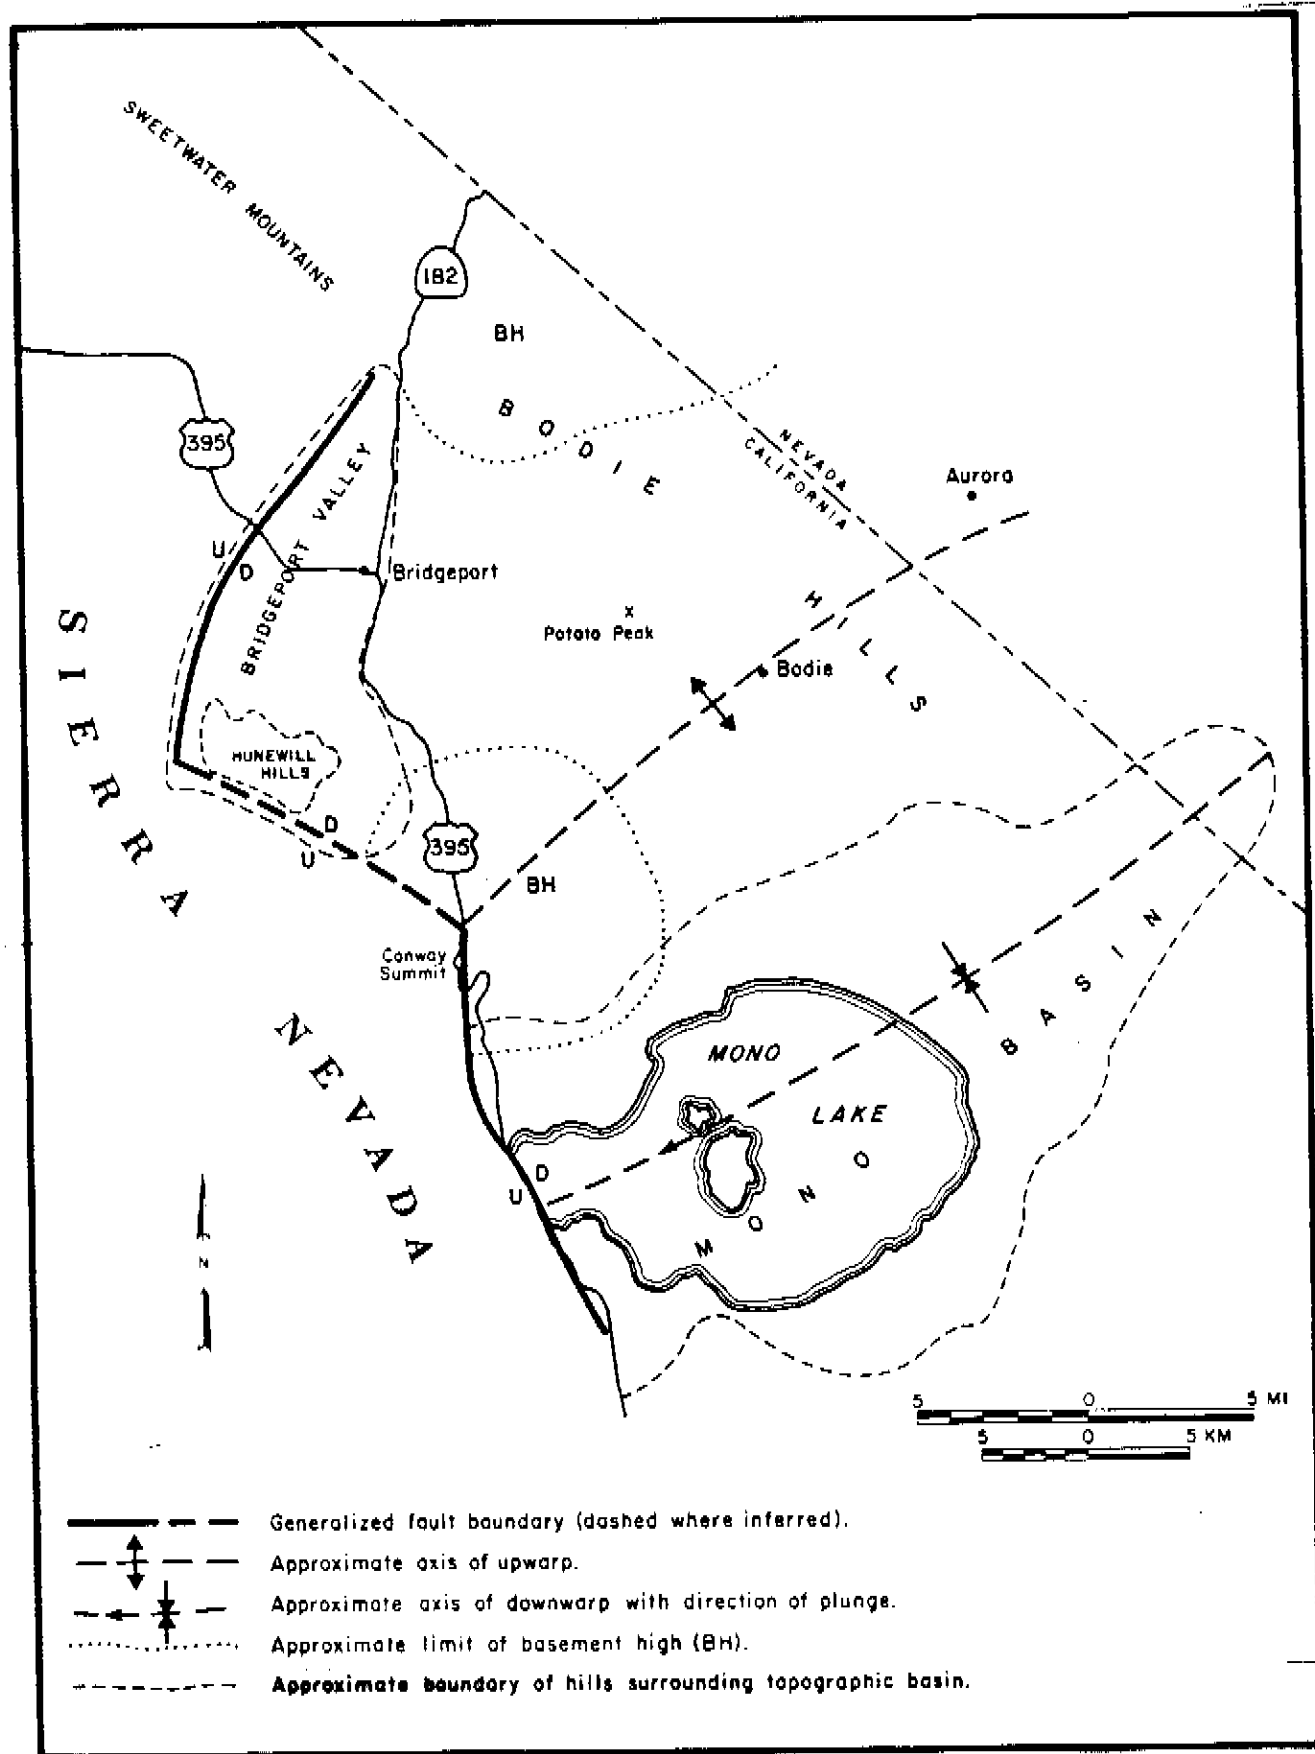 SWEETWATER MOUNTAINS
182
BH
BODIE
HILLS
395
NEVADA
CALIFORNIA
Aurora
BRIDGEPORT VALLEY
U
D
Bridgeport
x
Potato Peak
Bodie
SIERRA
NEVADA
HUNEWILL
HILLS
D
U
395
BH
Conway
Summit
MONO
LAKE
MONO
BASIN
D
U
N
5 0 5 MI
5 0 5 KM
Generalized fault boundary (dashed where inferred).
Approximate axis of upwarp.
Approximate axis of downwarp with direction of plunge.
Approximate limit of basement high (BH).
Approximate boundary of hills surrounding topographic basin.